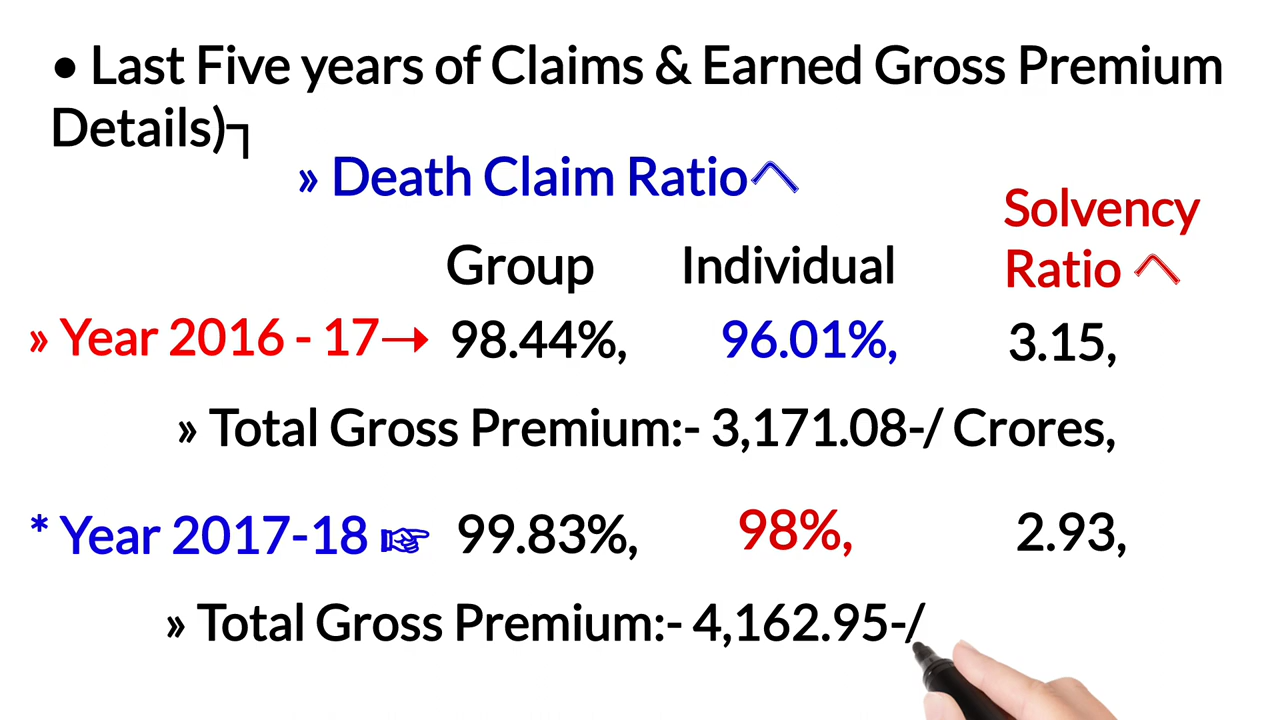 • Last Five years of Claims & Earned Gross Premium
Details)┐
» Death Claim Ratio︿
Solvency
Ratio ︿
Group Individual
» Year 2016 - 17→ 98.44%, 96.01%, 3.15,
» Total Gross Premium:- 3,171.08-/ Crores,
* Year 2017-18 ☞ 99.83%, 98%, 2.93,
» Total Gross Premium:- 4,162.95-/